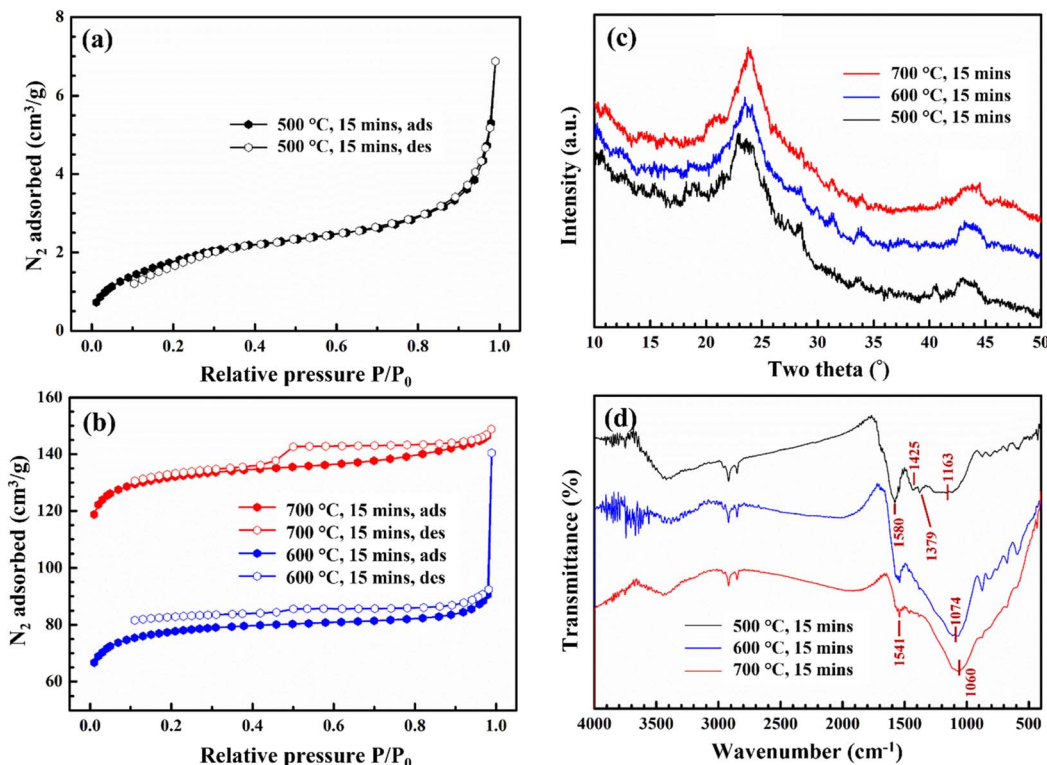 (a)
8
6
4
2
0
N₂ adsorbed (cm³/g)
500 °C, 15 mins, ads
500 °C, 15 mins, des
0.0 0.2 0.4 0.6 0.8 1.0
Relative pressure P/P₀
(c)
Intensity (a.u.)
700 °C, 15 mins
600 °C, 15 mins
500 °C, 15 mins
10 15 20 25 30 35 40 45 50
Two theta (°)
(b)
160
140
120
100
80
60
N₂ adsorbed (cm³/g)
700 °C, 15 mins, ads
700 °C, 15 mins, des
600 °C, 15 mins, ads
600 °C, 15 mins, des
0.0 0.2 0.4 0.6 0.8 1.0
Relative pressure P/P₀
(d)
Transmittance (%)
1425
1163
1580
1379
1074
1541
1060
500 °C, 15 mins
600 °C, 15 mins
700 °C, 15 mins
4000 3500 3000 2500 2000 1500 1000 500
Wavenumber (cm⁻¹)